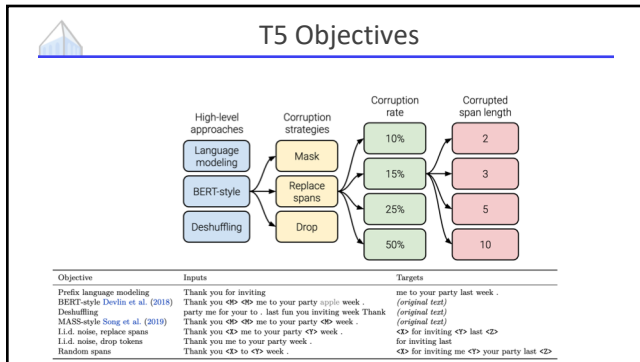 T5 Objectives
High-level
approaches
Corruption
strategies
Corruption
rate
Corrupted
span length
Language
modeling
BERT-style
Deshuffling
Mask
Replace
spans
Drop
10%
15%
25%
50%
2
3
5
10
Objective Inputs Targets
Prefix language modeling Thank you for inviting me to your party last week .
BERT-style Devlin et al. (2018) Thank you <M> <M> me to your party apple week . (original text)
Deshuffling party me for your to . last fun you inviting week Thank (original text)
MASS-style Song et al. (2019) Thank you <M> <M> me to your party <M> week . (original text)
I.i.d. noise, replace spans Thank you <X> me to your party <Y> week . <X> for inviting <Y> last <Z>
I.i.d. noise, drop tokens Thank you me to your party week . for inviting last
Random spans Thank you <X> to <Y> week . <X> for inviting me <Y> your party last <Z>